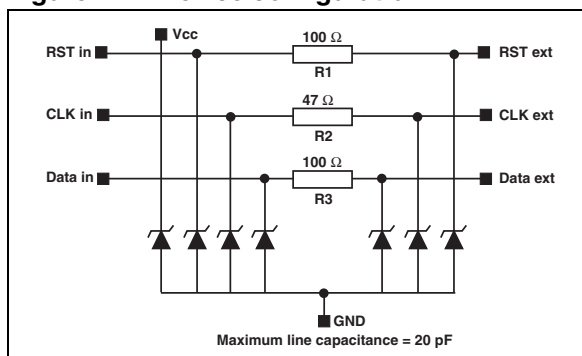 Vcc
RST in 100 Ω RST ext
R1
CLK in 47 Ω CLK ext
R2
Data in 100 Ω Data ext
R3
GND
Maximum line capacitance = 20 pF